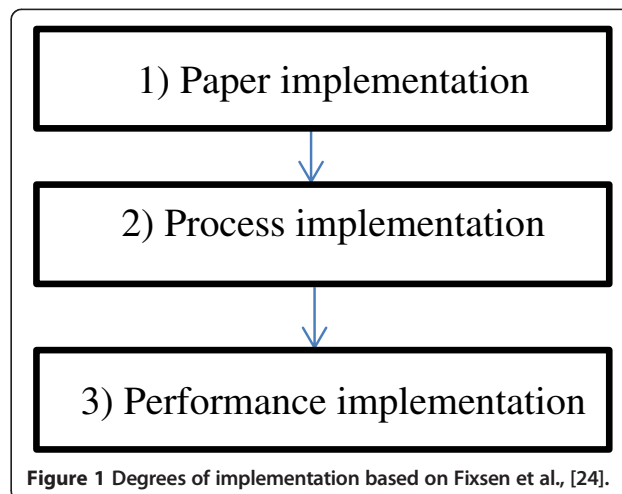 1) Paper implementation
2) Process implementation
3) Performance implementation
Figure 1 Degrees of implementation based on Fixsen et al., [24].